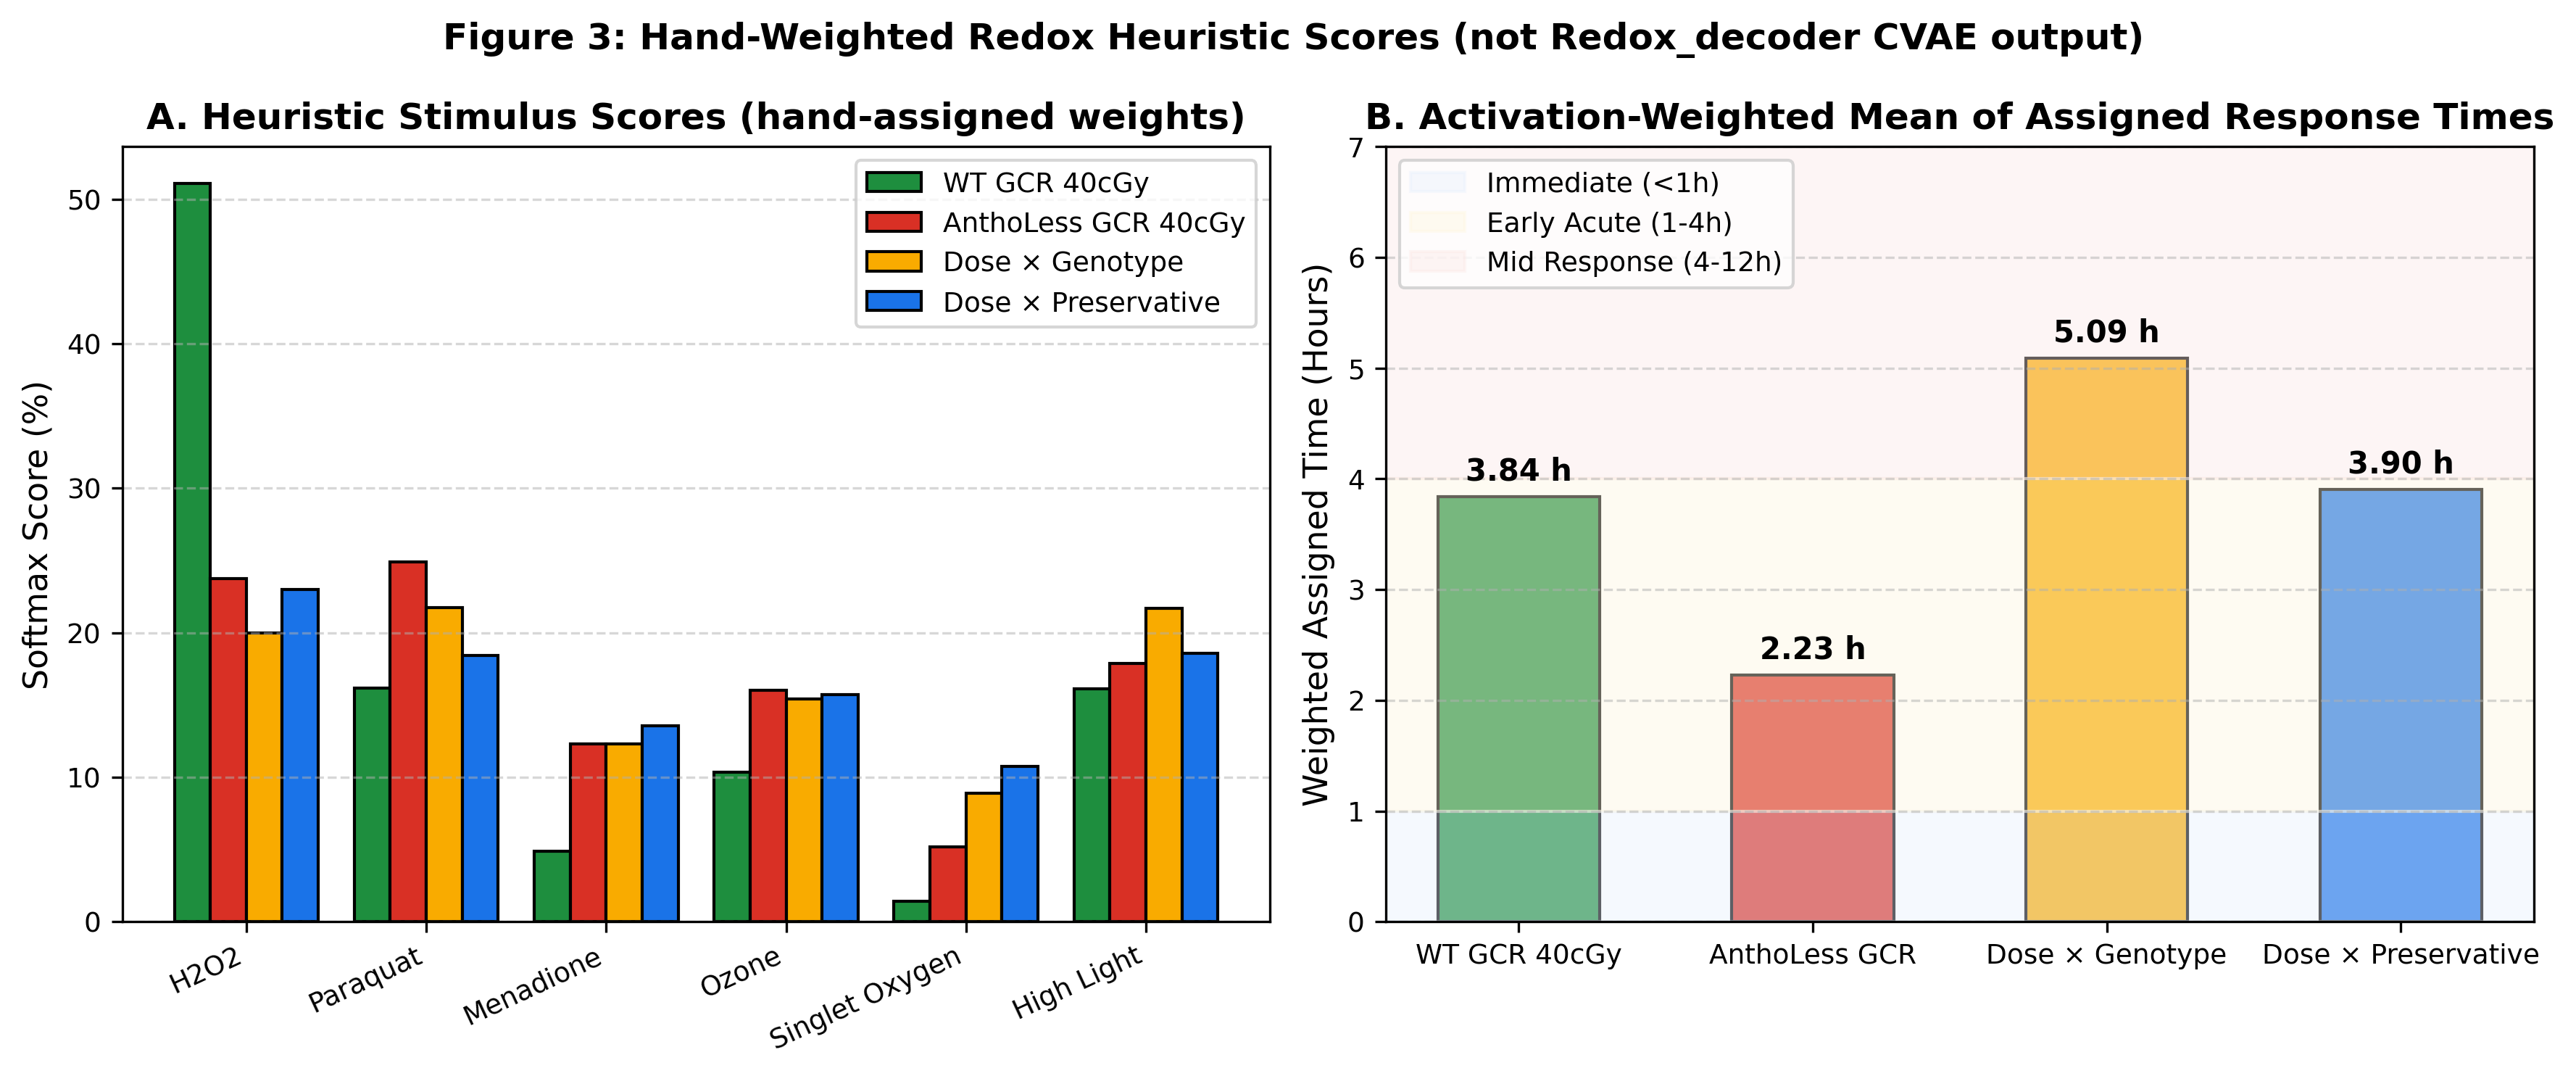 Figure 3: Hand-Weighted Redox Heuristic Scores (not Redox_decoder CVAE output)
A. Heuristic Stimulus Scores (hand-assigned weights)
Softmax Score (%)
50
40
30
20
10
0
WT GCR 40cGy
AnthoLess GCR 40cGy
Dose × Genotype
Dose × Preservative
H2O2
Paraquat
Menadione
Ozone
Singlet Oxygen
High Light
B. Activation-Weighted Mean of Assigned Response Times
Weighted Assigned Time (Hours)
7
6
5
4
3
2
1
0
Immediate (<1h)
Early Acute (1-4h)
Mid Response (4-12h)
3.84 h
2.23 h
5.09 h
3.90 h
WT GCR 40cGy
AnthoLess GCR
Dose × Genotype
Dose × Preservative